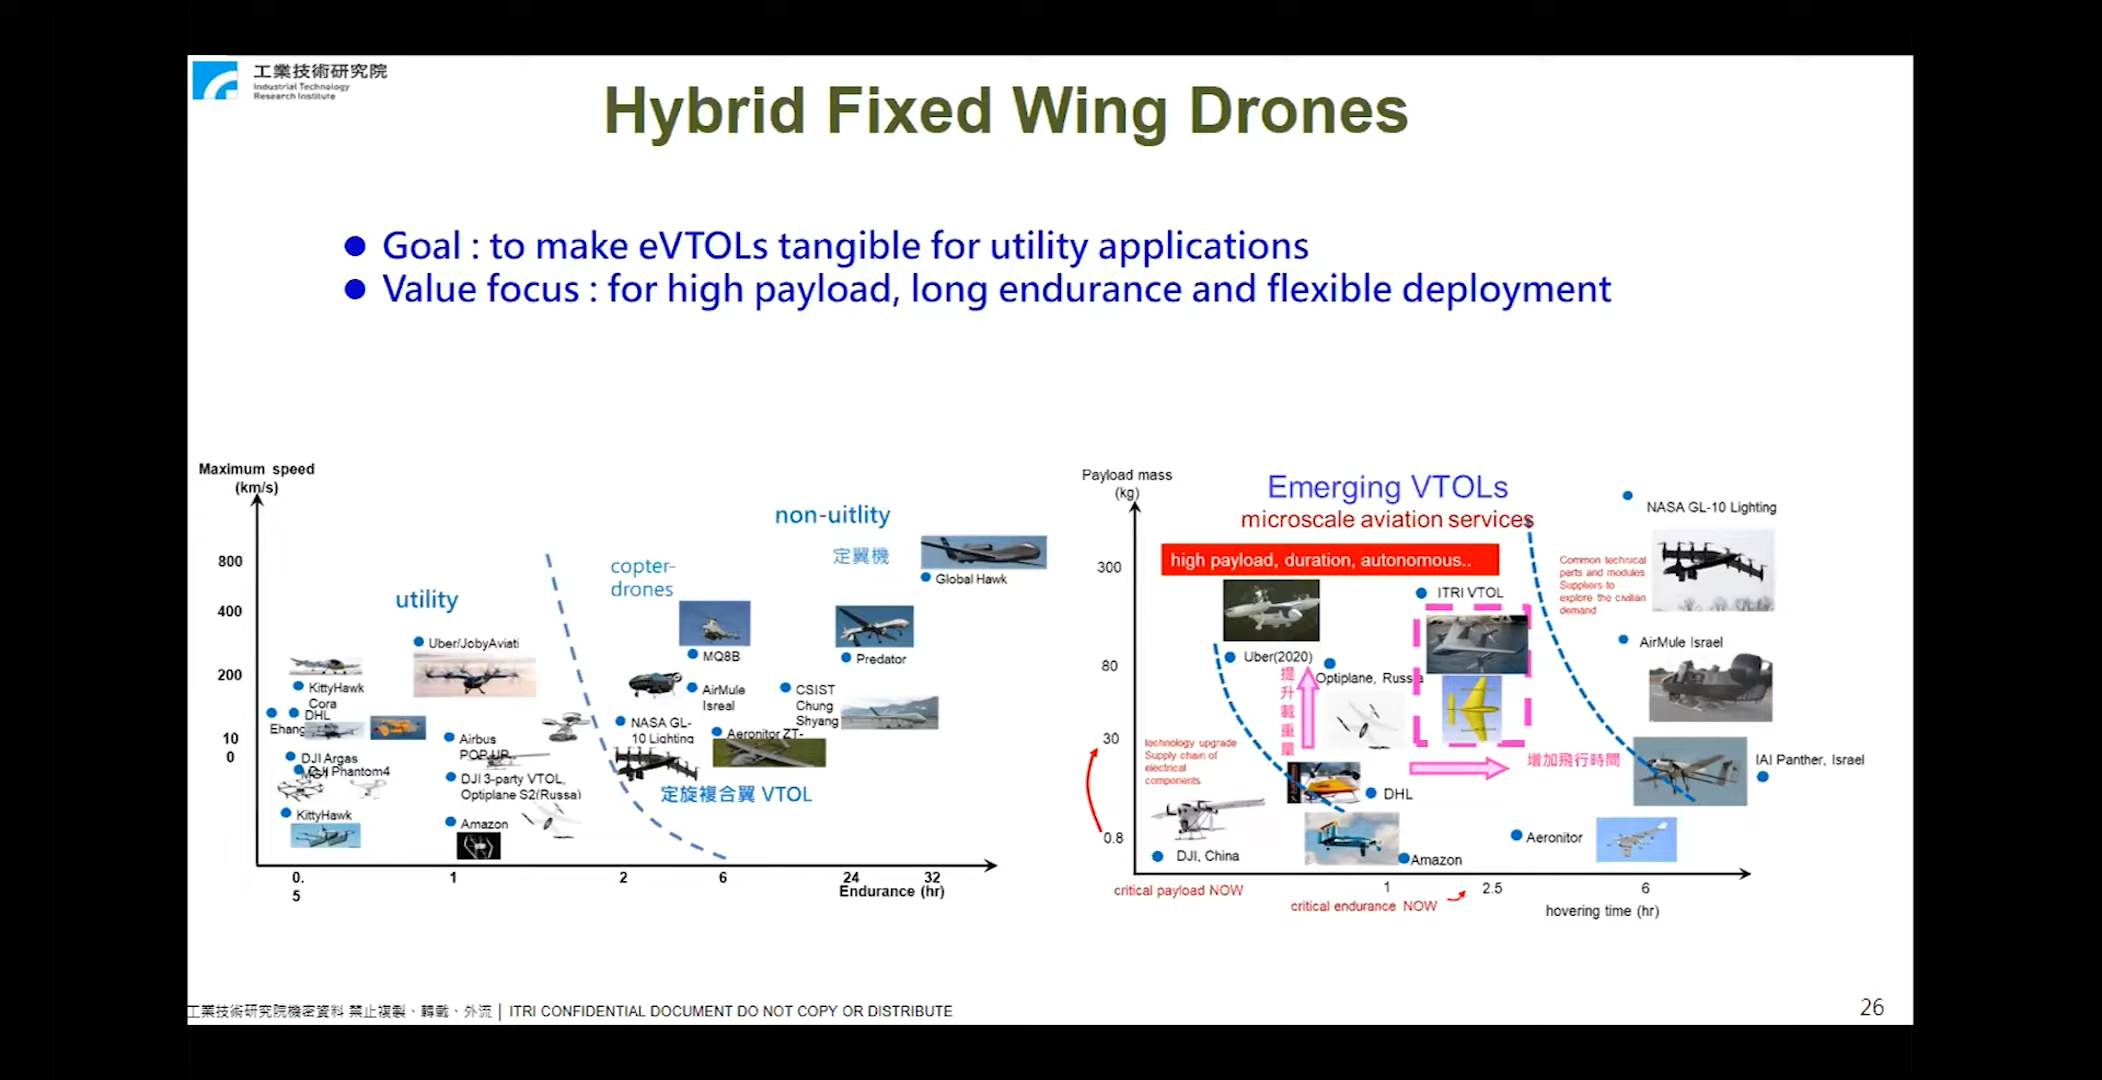 工業技術研究院
Industrial Technology
Research Institute
Hybrid Fixed Wing Drones
● Goal : to make eVTOLs tangible for utility applications
● Value focus : for high payload, long endurance and flexible deployment
Maximum speed
(km/s)
800
400
200
10
0
utility
copter-
drones
non-uitlity
定翼機
Global Hawk
Uber/JobyAviati
MQ8B
Predator
KittyHawk
Cora
DHL
Ehang
AirMule
Isreal
CSIST
Chung
Shyang
NASA GL-
10 Lighting
Aeronitor ZT-
Airbus
POP.UP
DJI Argas
MG1
DJI Phantom4
DJI 3-party VTOL,
Optiplane S2(Russa)
定旋複合翼 VTOL
KittyHawk
Amazon
0.
5
1
2
6
24
32
Endurance (hr)
Payload mass
(kg)
300
80
30
0.8
Emerging VTOLs
microscale aviation services
high payload, duration, autonomous..
NASA GL-10 Lighting
Common technical
parts and modules
Suppliers to
explore the civilian
demand
ITRI VTOL
Uber(2020)
Optiplane, Russa
AirMule Israel
提升載重量
technology upgrade
Supply chain of
electrical
components
增加飛行時間
IAI Panther, Israel
DHL
Aeronitor
DJI, China
Amazon
critical payload NOW
1
2.5
6
critical endurance NOW
hovering time (hr)
工業技術研究院機密資料 禁止複製、轉載、外流 │ ITRI CONFIDENTIAL DOCUMENT DO NOT COPY OR DISTRIBUTE
26